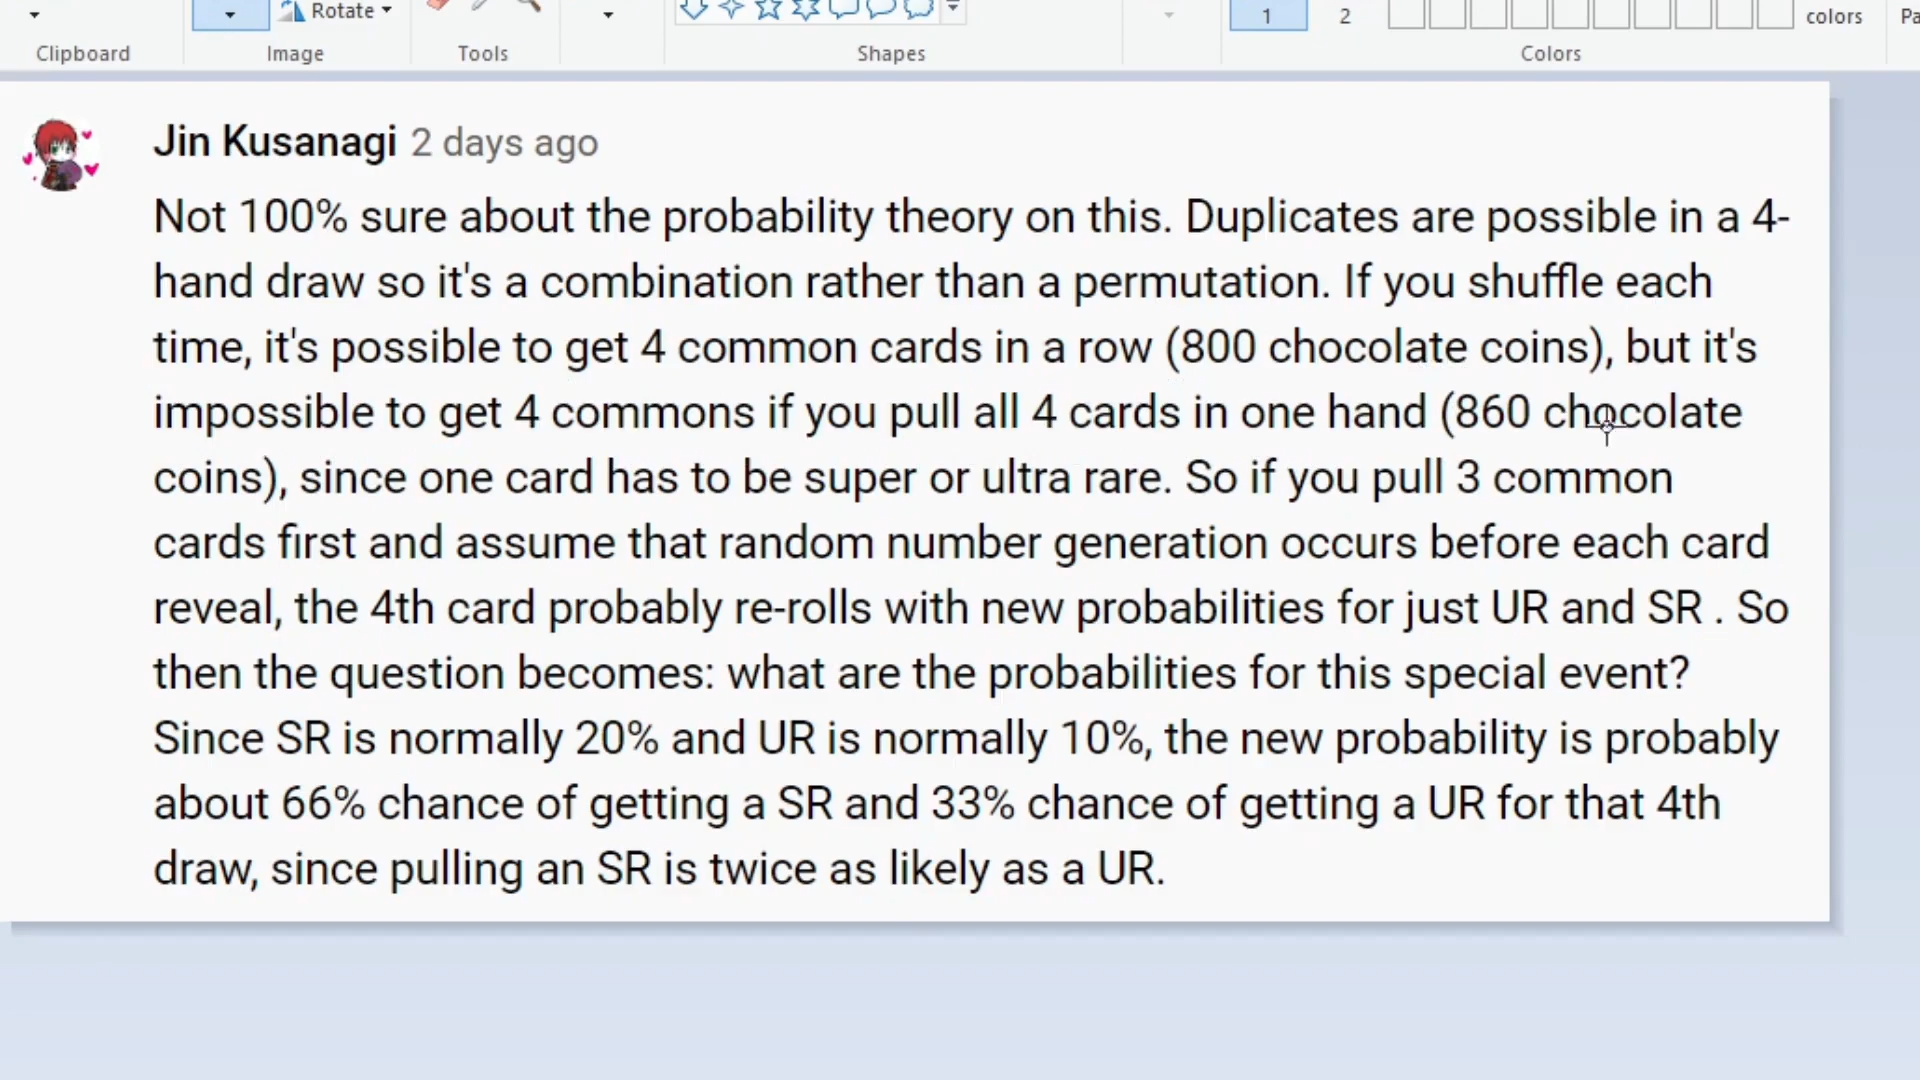 Rotate
1
2
colors
Clipboard
Image
Tools
Shapes
Colors
Jin Kusanagi 2 days ago
Not 100% sure about the probability theory on this. Duplicates are possible in a 4-
hand draw so it's a combination rather than a permutation. If you shuffle each
time, it's possible to get 4 common cards in a row (800 chocolate coins), but it's
impossible to get 4 commons if you pull all 4 cards in one hand (860 chocolate
coins), since one card has to be super or ultra rare. So if you pull 3 common
cards first and assume that random number generation occurs before each card
reveal, the 4th card probably re-rolls with new probabilities for just UR and SR . So
then the question becomes: what are the probabilities for this special event?
Since SR is normally 20% and UR is normally 10%, the new probability is probably
about 66% chance of getting a SR and 33% chance of getting a UR for that 4th
draw, since pulling an SR is twice as likely as a UR.